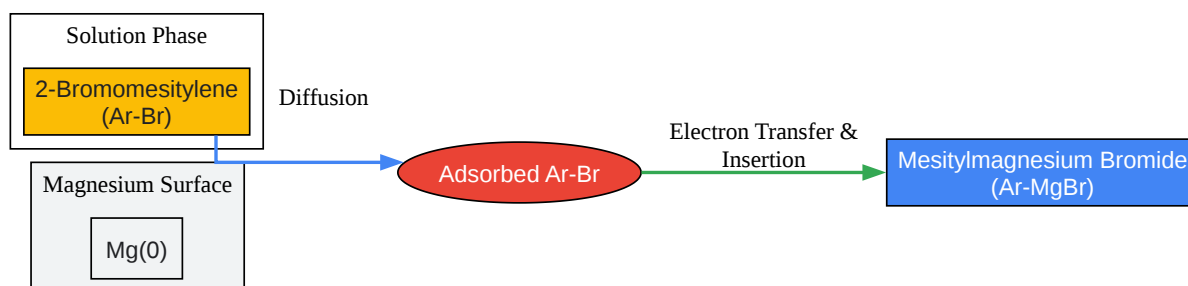 Solution Phase
2-Bromomesitylene
(Ar-Br)
Diffusion
Magnesium Surface
Mg(0)
Adsorbed Ar-Br
Electron Transfer &
Insertion
Mesitylmagnesium Bromide
(Ar-MgBr)